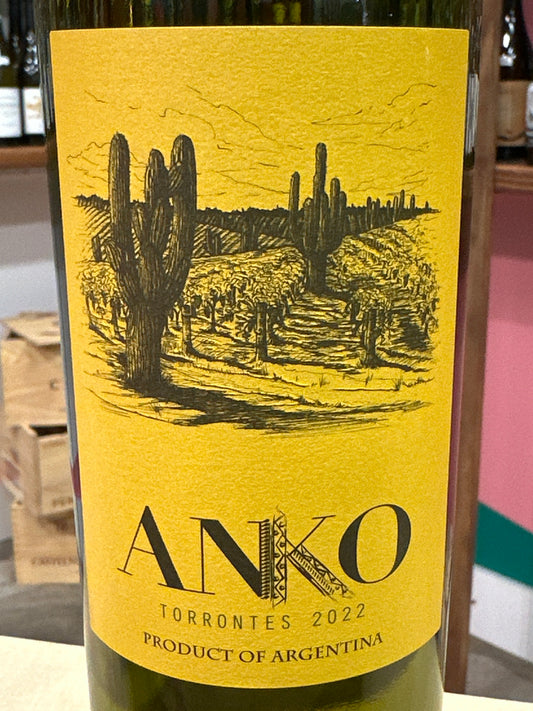 ANKO
TORRONTES 2022
PRODUCT OF ARGENTINA